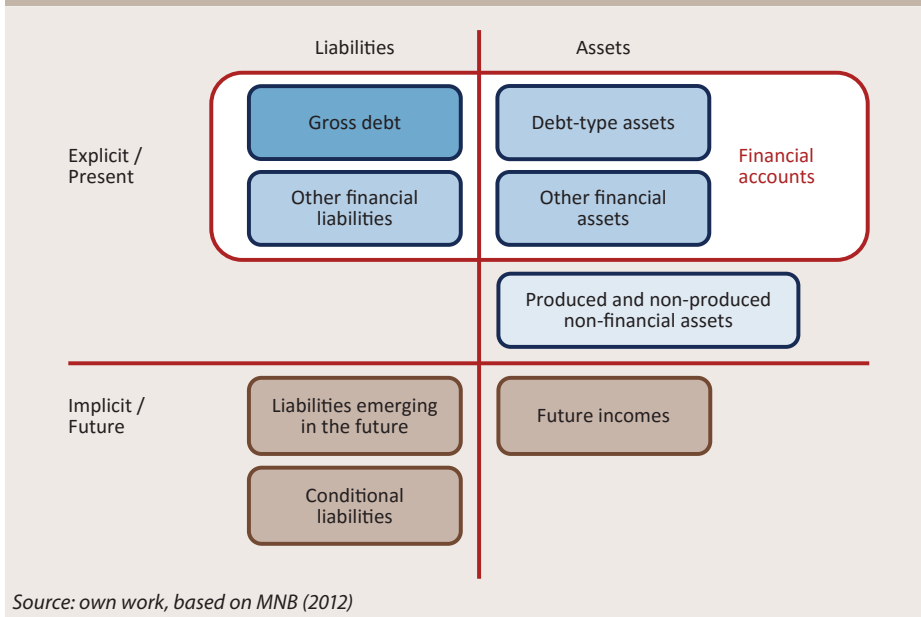 Liabilities
Assets
Explicit /
Present
Gross debt
Debt-type assets
Financial
accounts
Other financial
liabilities
Other financial
assets
Produced and non-produced
non-financial assets
Implicit /
Future
Liabilities emerging
in the future
Future incomes
Conditional
liabilities
Source: own work, based on MNB (2012)